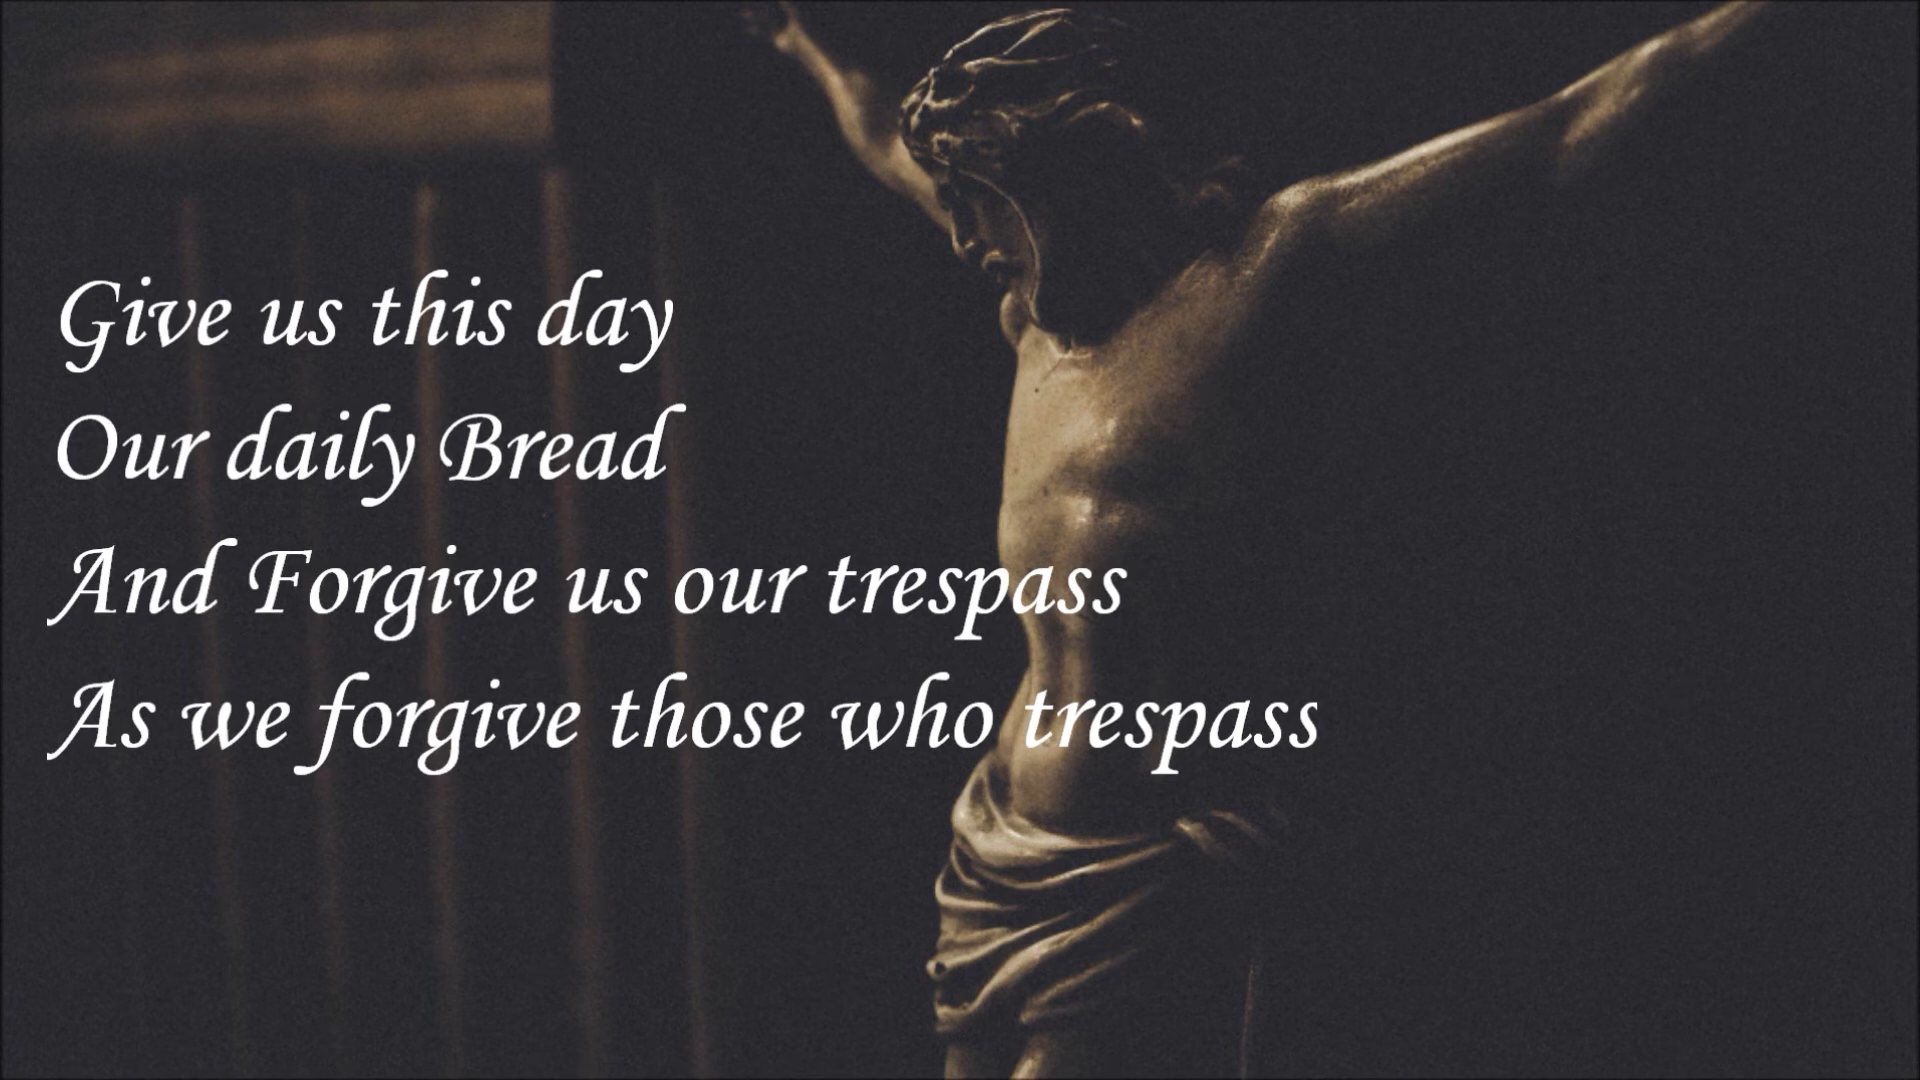 Give us this day
Our daily Bread
And Forgive us our trespass
As we forgive those who trespass